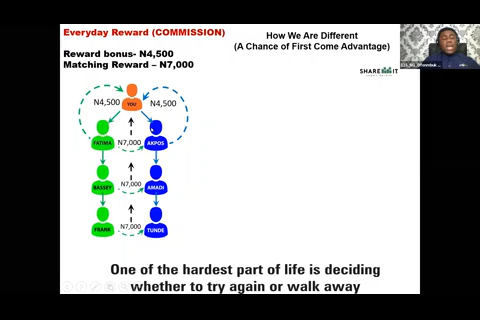 Everyday Reward (COMMISSION)
Reward bonus- N4,500
Matching Reward – N7,000
How We Are Different
(A Chance of First Come Advantage)
SHARE IT
N4,500
N4,500
YOU
FATIMA
N7,000
AKPOS
BASSEY
N7,000
AMADI
FRANK
N7,000
TUNDE
One of the hardest part of life is deciding
whether to try again or walk away